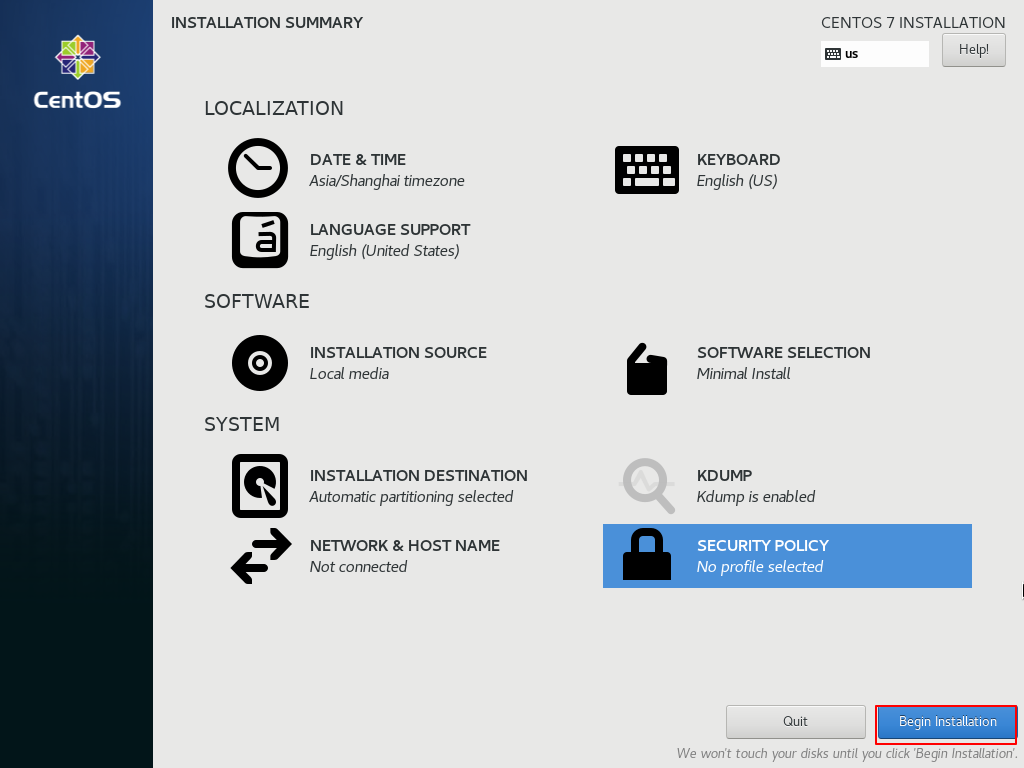 CentOS
INSTALLATION SUMMARY
CENTOS 7 INSTALLATION
us
Help!
LOCALIZATION
DATE & TIME
Asia/Shanghai timezone
KEYBOARD
English (US)
á
LANGUAGE SUPPORT
English (United States)
SOFTWARE
INSTALLATION SOURCE
Local media
SOFTWARE SELECTION
Minimal Install
SYSTEM
INSTALLATION DESTINATION
Automatic partitioning selected
KDUMP
Kdump is enabled
NETWORK & HOST NAME
Not connected
SECURITY POLICY
No profile selected
Quit
Begin Installation
We won't touch your disks until you click 'Begin Installation'.